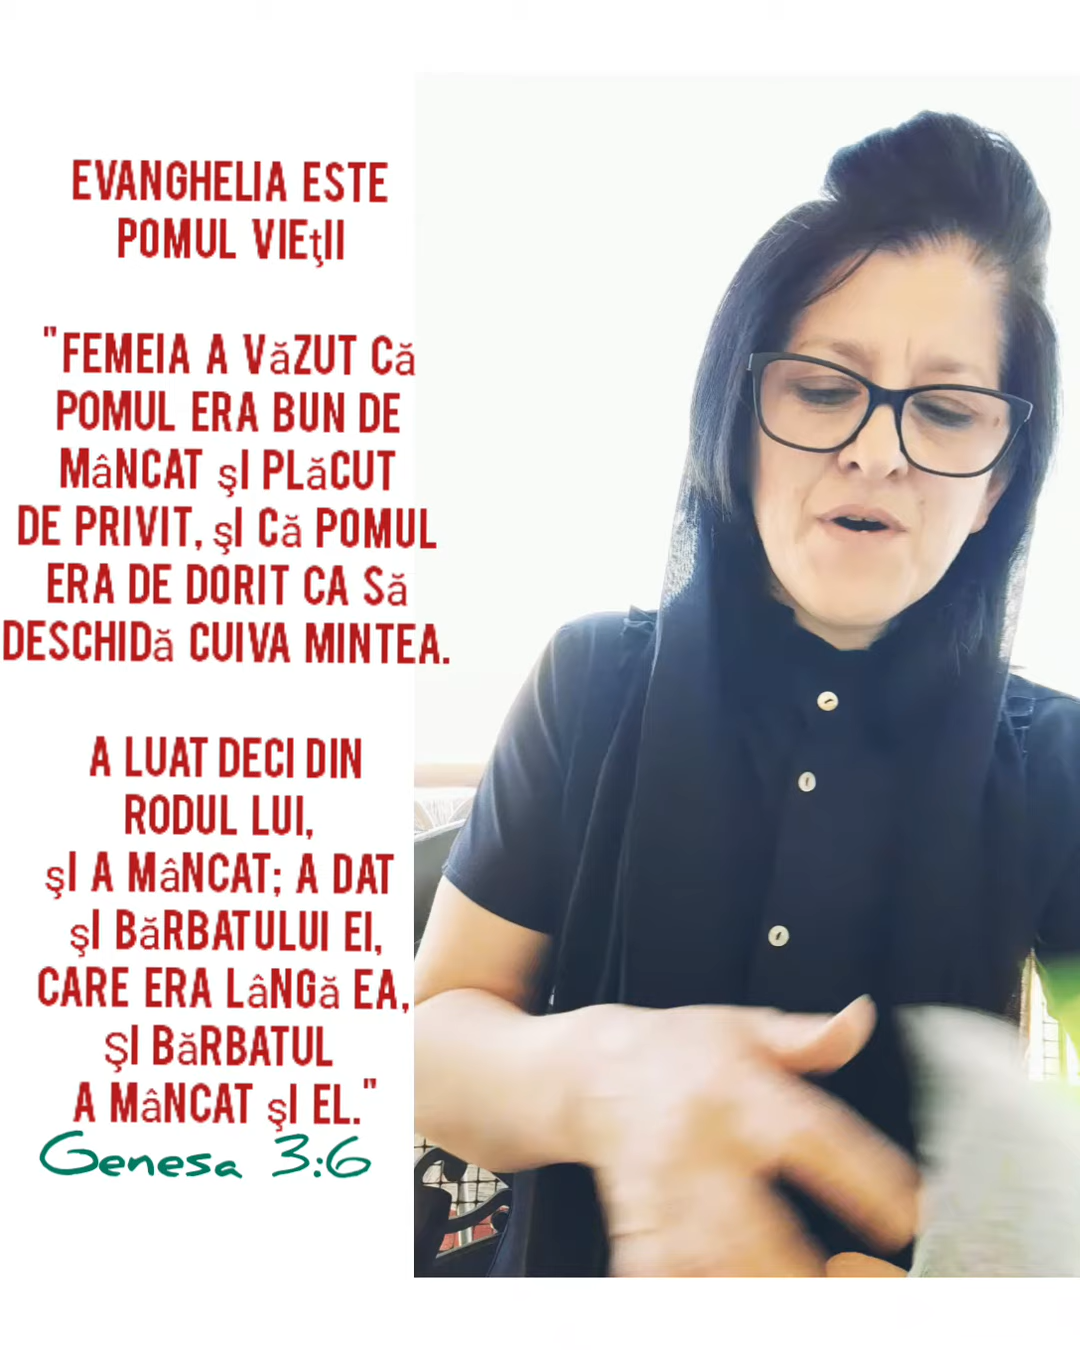 EVANGHELIA ESTE
POMUL VIEţII
"FEMEIA A VăZUT Că
POMUL ERA BUN DE
MâNCAT şI PLăCUT
DE PRIVIT, şI Că POMUL
ERA DE DORIT CA Să
DESCHIDă CUIVA MINTEA.
A LUAT DECI DIN
RODUL LUI,
şI A MâNCAT; A DAT
şI BăRBATULUI EI,
CARE ERA LâNGă EA,
ŞI BăRBATUL
A MâNCAT şI EL."
Genesa 3:6